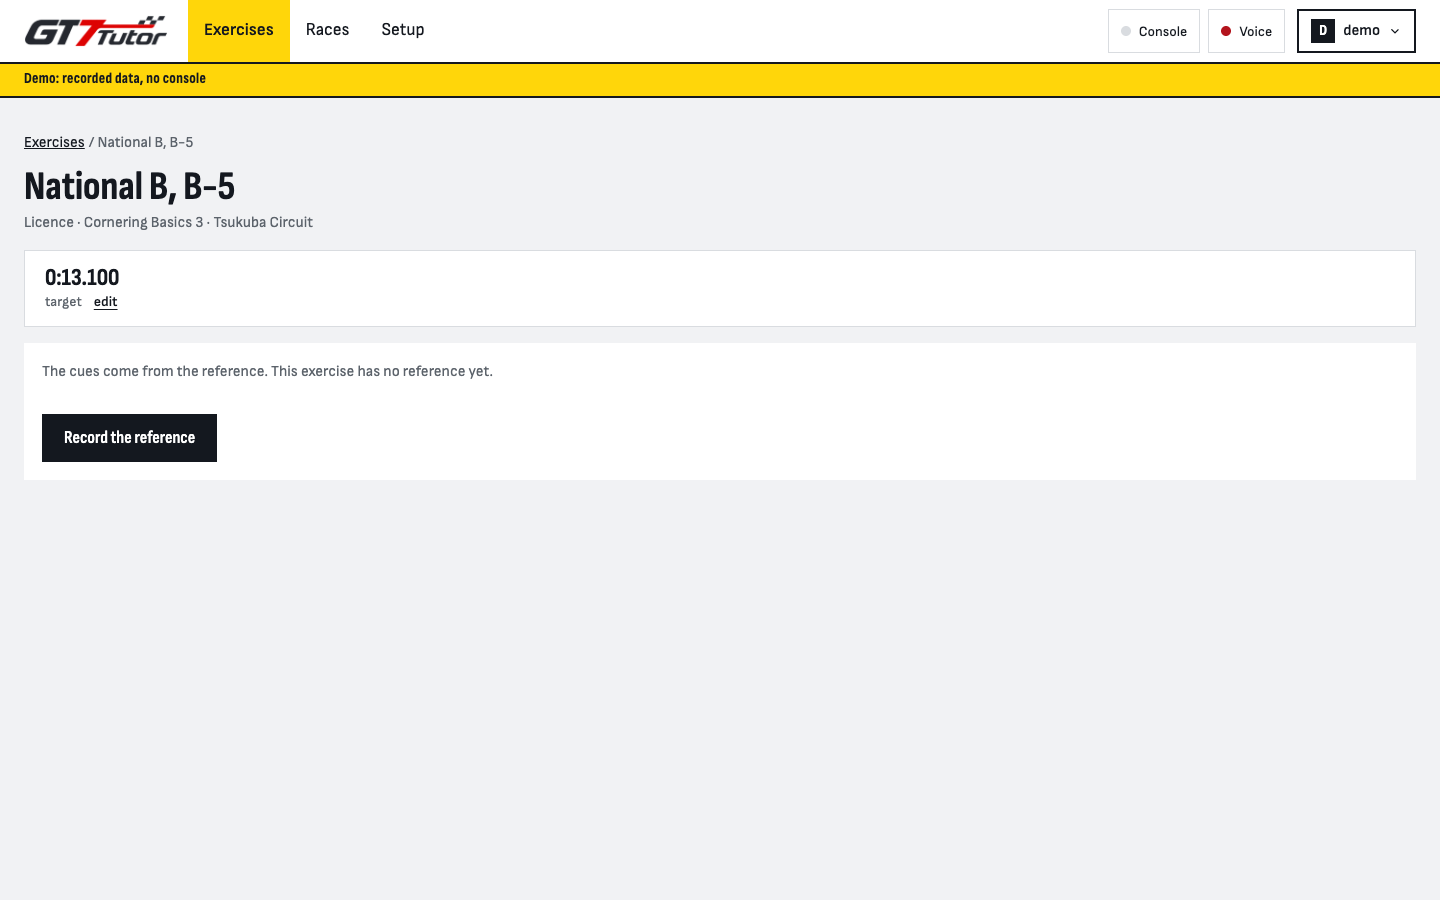 GT7 Tutor
Exercises
Races
Setup
Console
Voice
D
demo
Demo: recorded data, no console
Exercises / National B, B-5
National B, B-5
Licence · Cornering Basics 3 · Tsukuba Circuit
0:13.100
target edit
The cues come from the reference. This exercise has no reference yet.
Record the reference